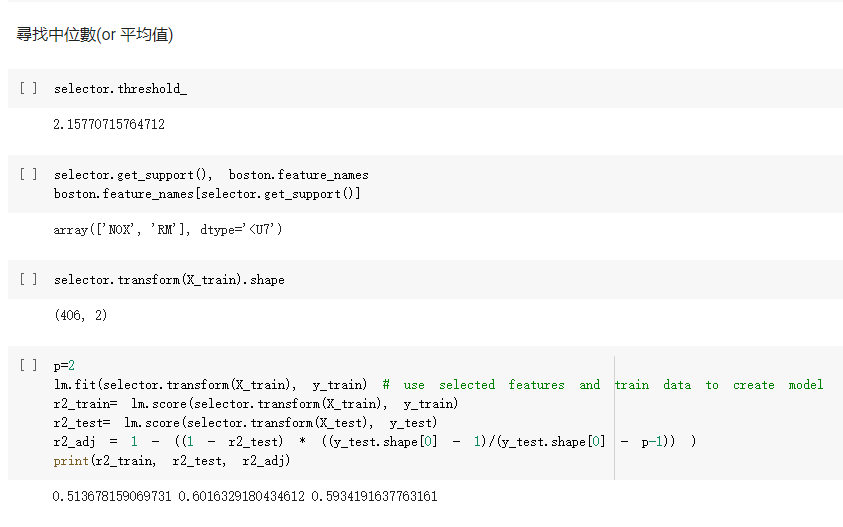 尋找中位數(or 平均值)
[ ] selector.threshold_
2.15770715764712
[ ] selector.get_support(), boston.feature_names
boston.feature_names[selector.get_support()]
array(['NOX', 'RM'], dtype='<U7')
[ ] selector.transform(X_train).shape
(406, 2)
[ ] p=2
lm.fit(selector.transform(X_train), y_train) # use selected features and train data to create model
r2_train= lm.score(selector.transform(X_train), y_train)
r2_test= lm.score(selector.transform(X_test), y_test)
r2_adj = 1 - ((1 - r2_test) * ((y_test.shape[0] - 1)/(y_test.shape[0] - p-1)) )
print(r2_train, r2_test, r2_adj)
0.513678159069731 0.6016329180434612 0.5934191637763161